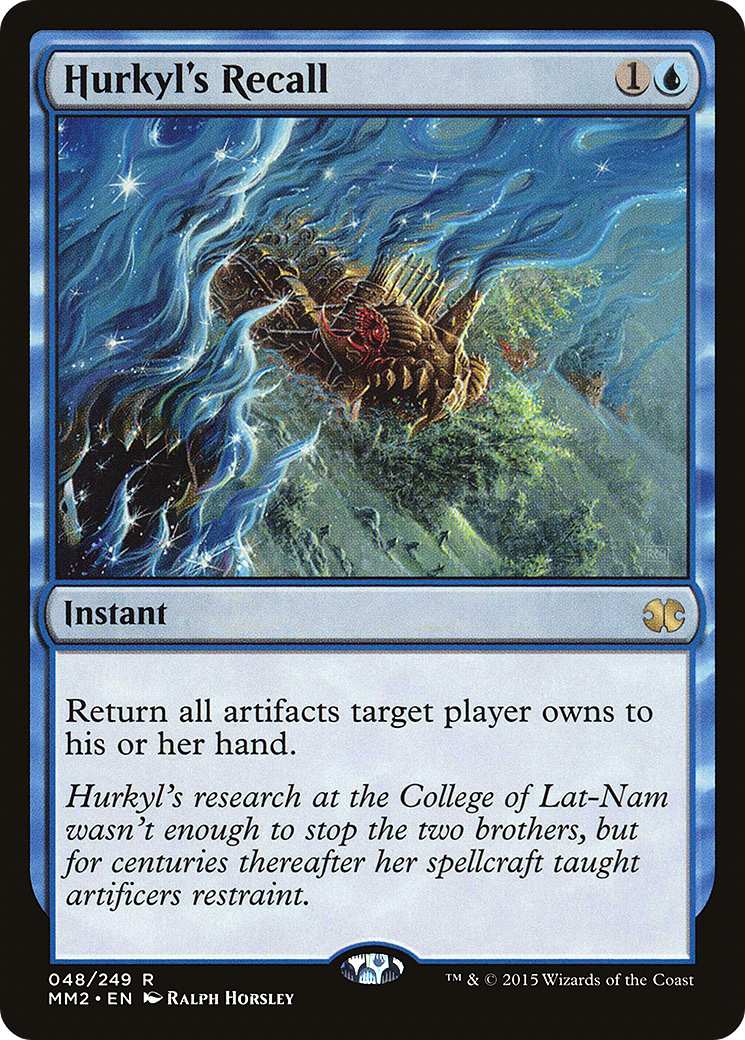 Hurkyl's Recall 1
Instant
Return all artifacts target player owns to
his or her hand.
Hurkyl's research at the College of Lat-Nam
wasn't enough to stop the two brothers, but
for centuries thereafter her spellcraft taught
artificers restraint.
048/249 R
MM2 • EN Ralph Horsley
™ & © 2015 Wizards of the Coast